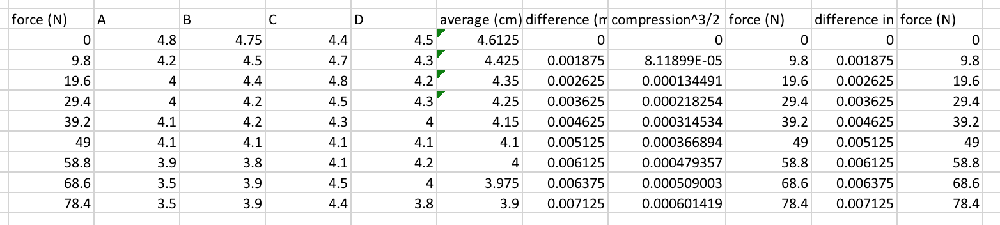 force (N) A B C D average (cm) difference (m compression^3/2 force (N) difference in force (N)
0 4.8 4.75 4.4 4.5 4.6125 0 0 0 0 0
9.8 4.2 4.5 4.7 4.3 4.425 0.001875 8.11899E-05 9.8 0.001875 9.8
19.6 4 4.4 4.8 4.2 4.35 0.002625 0.000134491 19.6 0.002625 19.6
29.4 4 4.2 4.5 4.3 4.25 0.003625 0.000218254 29.4 0.003625 29.4
39.2 4.1 4.2 4.3 4 4.15 0.004625 0.000314534 39.2 0.004625 39.2
49 4.1 4.1 4.1 4.1 4.1 0.005125 0.000366894 49 0.005125 49
58.8 3.9 3.8 4.1 4.2 4 0.006125 0.000479357 58.8 0.006125 58.8
68.6 3.5 3.9 4.5 4 3.975 0.006375 0.000509003 68.6 0.006375 68.6
78.4 3.5 3.9 4.4 3.8 3.9 0.007125 0.000601419 78.4 0.007125 78.4